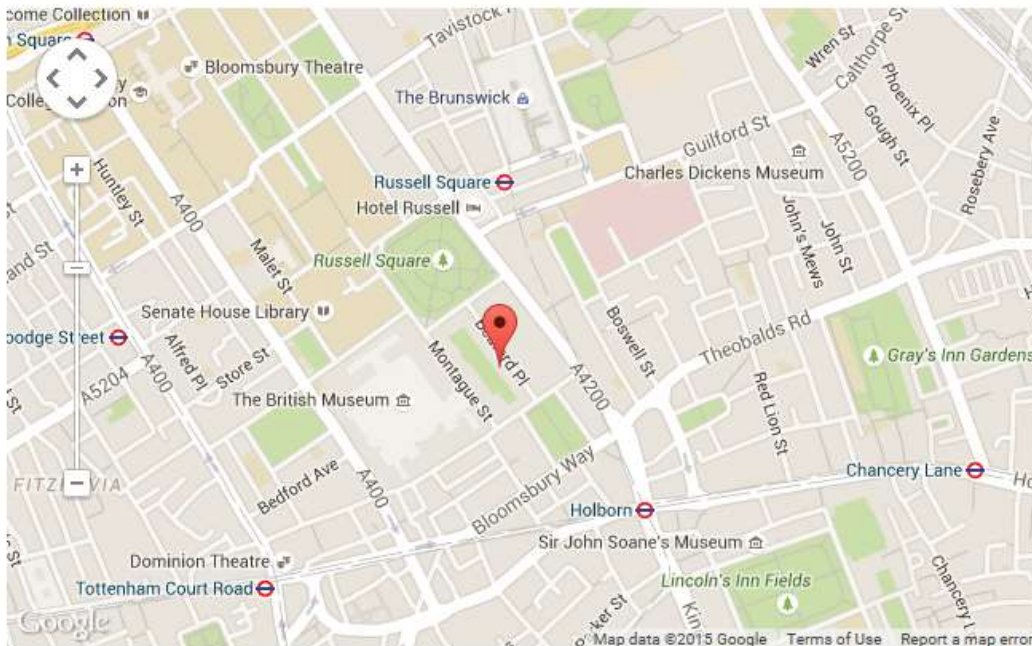 come Collection
Square
Tavistock
Wren St
Calthorpe St
Bloomsbury Theatre
Phoenix Pl
The Brunswick
Guilford St
Gough St
A5200
Rosebery Ave
Huntley St
A400
Russell Square
Charles Dickens Museum
Hotel Russell
John's Mews
John St
Malet St
Russell Square
Senate House Library
Boswell St
Theobalds Rd
Gray's Inn Gardens
Alfred Pl
Store St
A5204
A400
Montague St
A4200
The British Museum
Red Lion St
Bedford Ave
A400
Bloomsbury Way
Chancery Lane
Holborn
Sir John Soane's Museum
Dominion Theatre
Tottenham Court Road
Lincoln's Inn Fields
Chancery L
Google
Map data ©2015 Google Terms of Use Report a map error